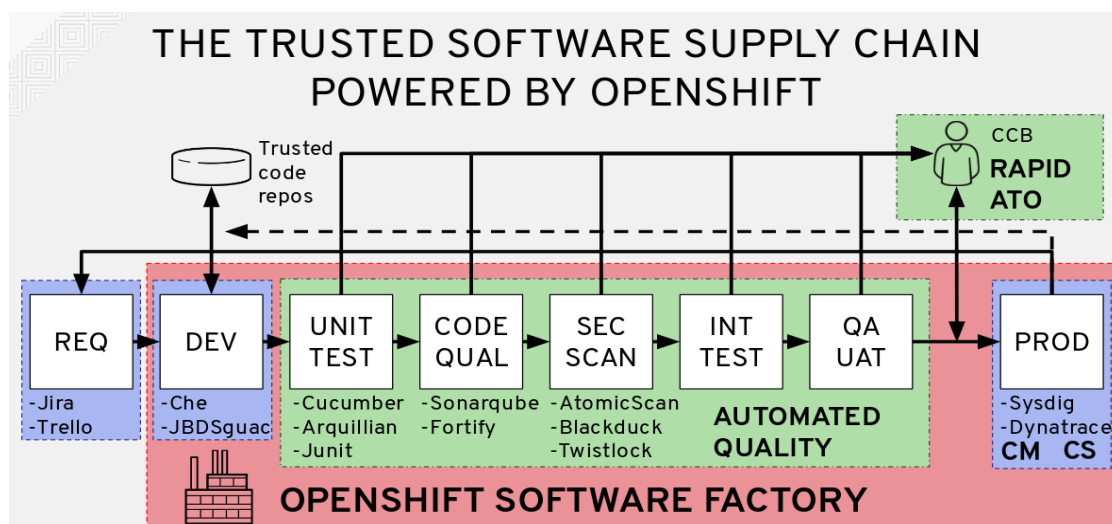 THE TRUSTED SOFTWARE SUPPLY CHAIN
POWERED BY OPENSHIFT
Trusted
code
repos
CCB
RAPID
ATO
REQ
-Jira
-Trello
DEV
-Che
-JBDSguac
UNIT
TEST
-Cucumber
-Arquillian
-Junit
CODE
QUAL
-Sonarqube
-Fortify
SEC
SCAN
-AtomicScan
-Blackduck
-Twistlock
INT
TEST
QA
UAT
AUTOMATED
QUALITY
PROD
-Sysdig
-Dynatrace
CM CS
OPENSHIFT SOFTWARE FACTORY